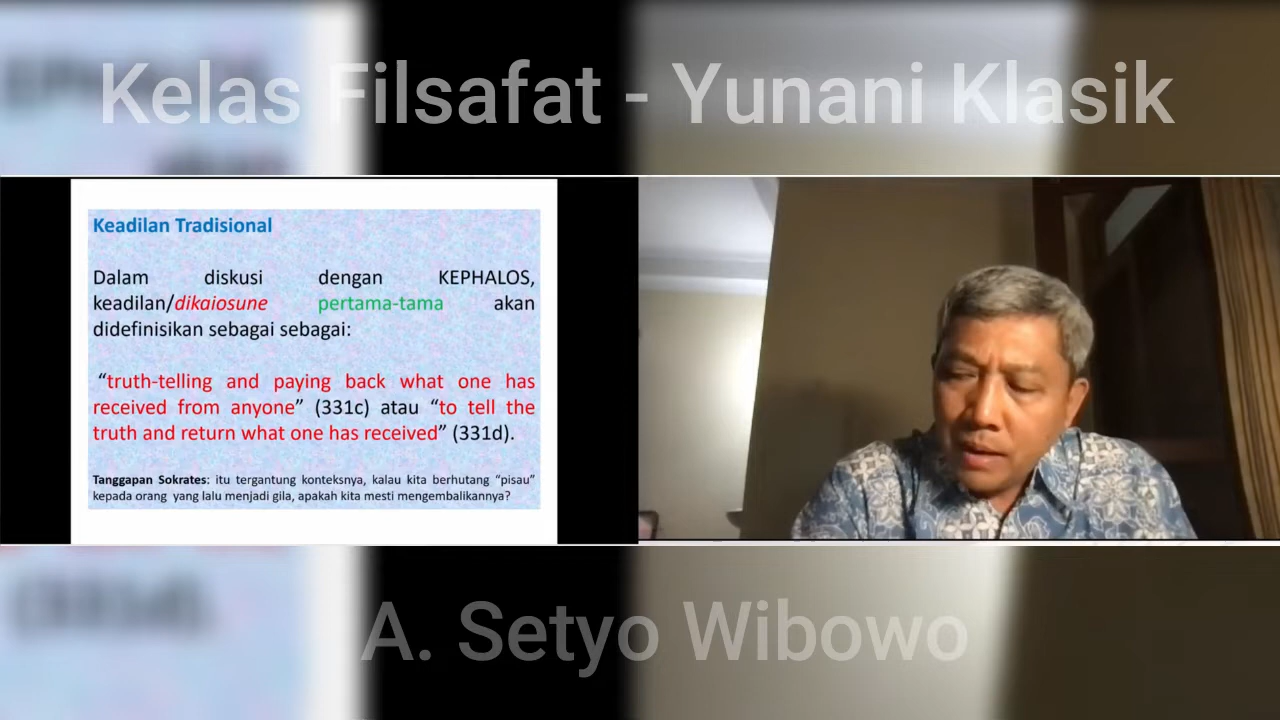 Kelas Filsafat - Yunani Klasik
Keadilan Tradisional
Dalam diskusi dengan KEPHALOS,
keadilan/dikaiosune pertama-tama akan
didefinisikan sebagai sebagai:
“truth-telling and paying back what one has
received from anyone” (331c) atau “to tell the
truth and return what one has received” (331d).
Tanggapan Sokrates: itu tergantung konteksnya, kalau kita berhutang “pisau”
kepada orang yang lalu menjadi gila, apakah kita mesti mengembalikannya?
A. Setyo Wibowo